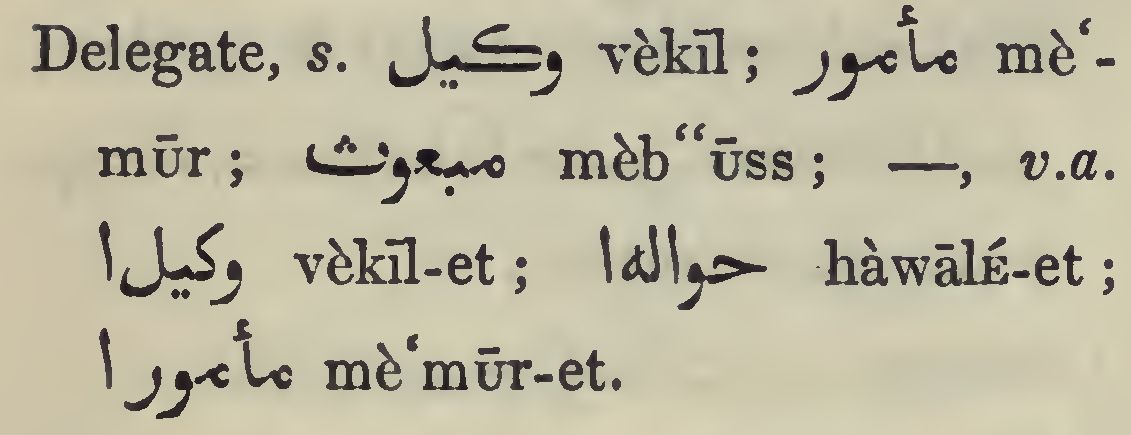 Delegate, s. وكيل vèkīl; مأمور mè‘-
mūr; مبعوث mèb“ūss; —, v.a.
وكيل ا vèkīl-et; حواله ا hàwālÉ-et;
مأمور ا mè‘mūr-et.